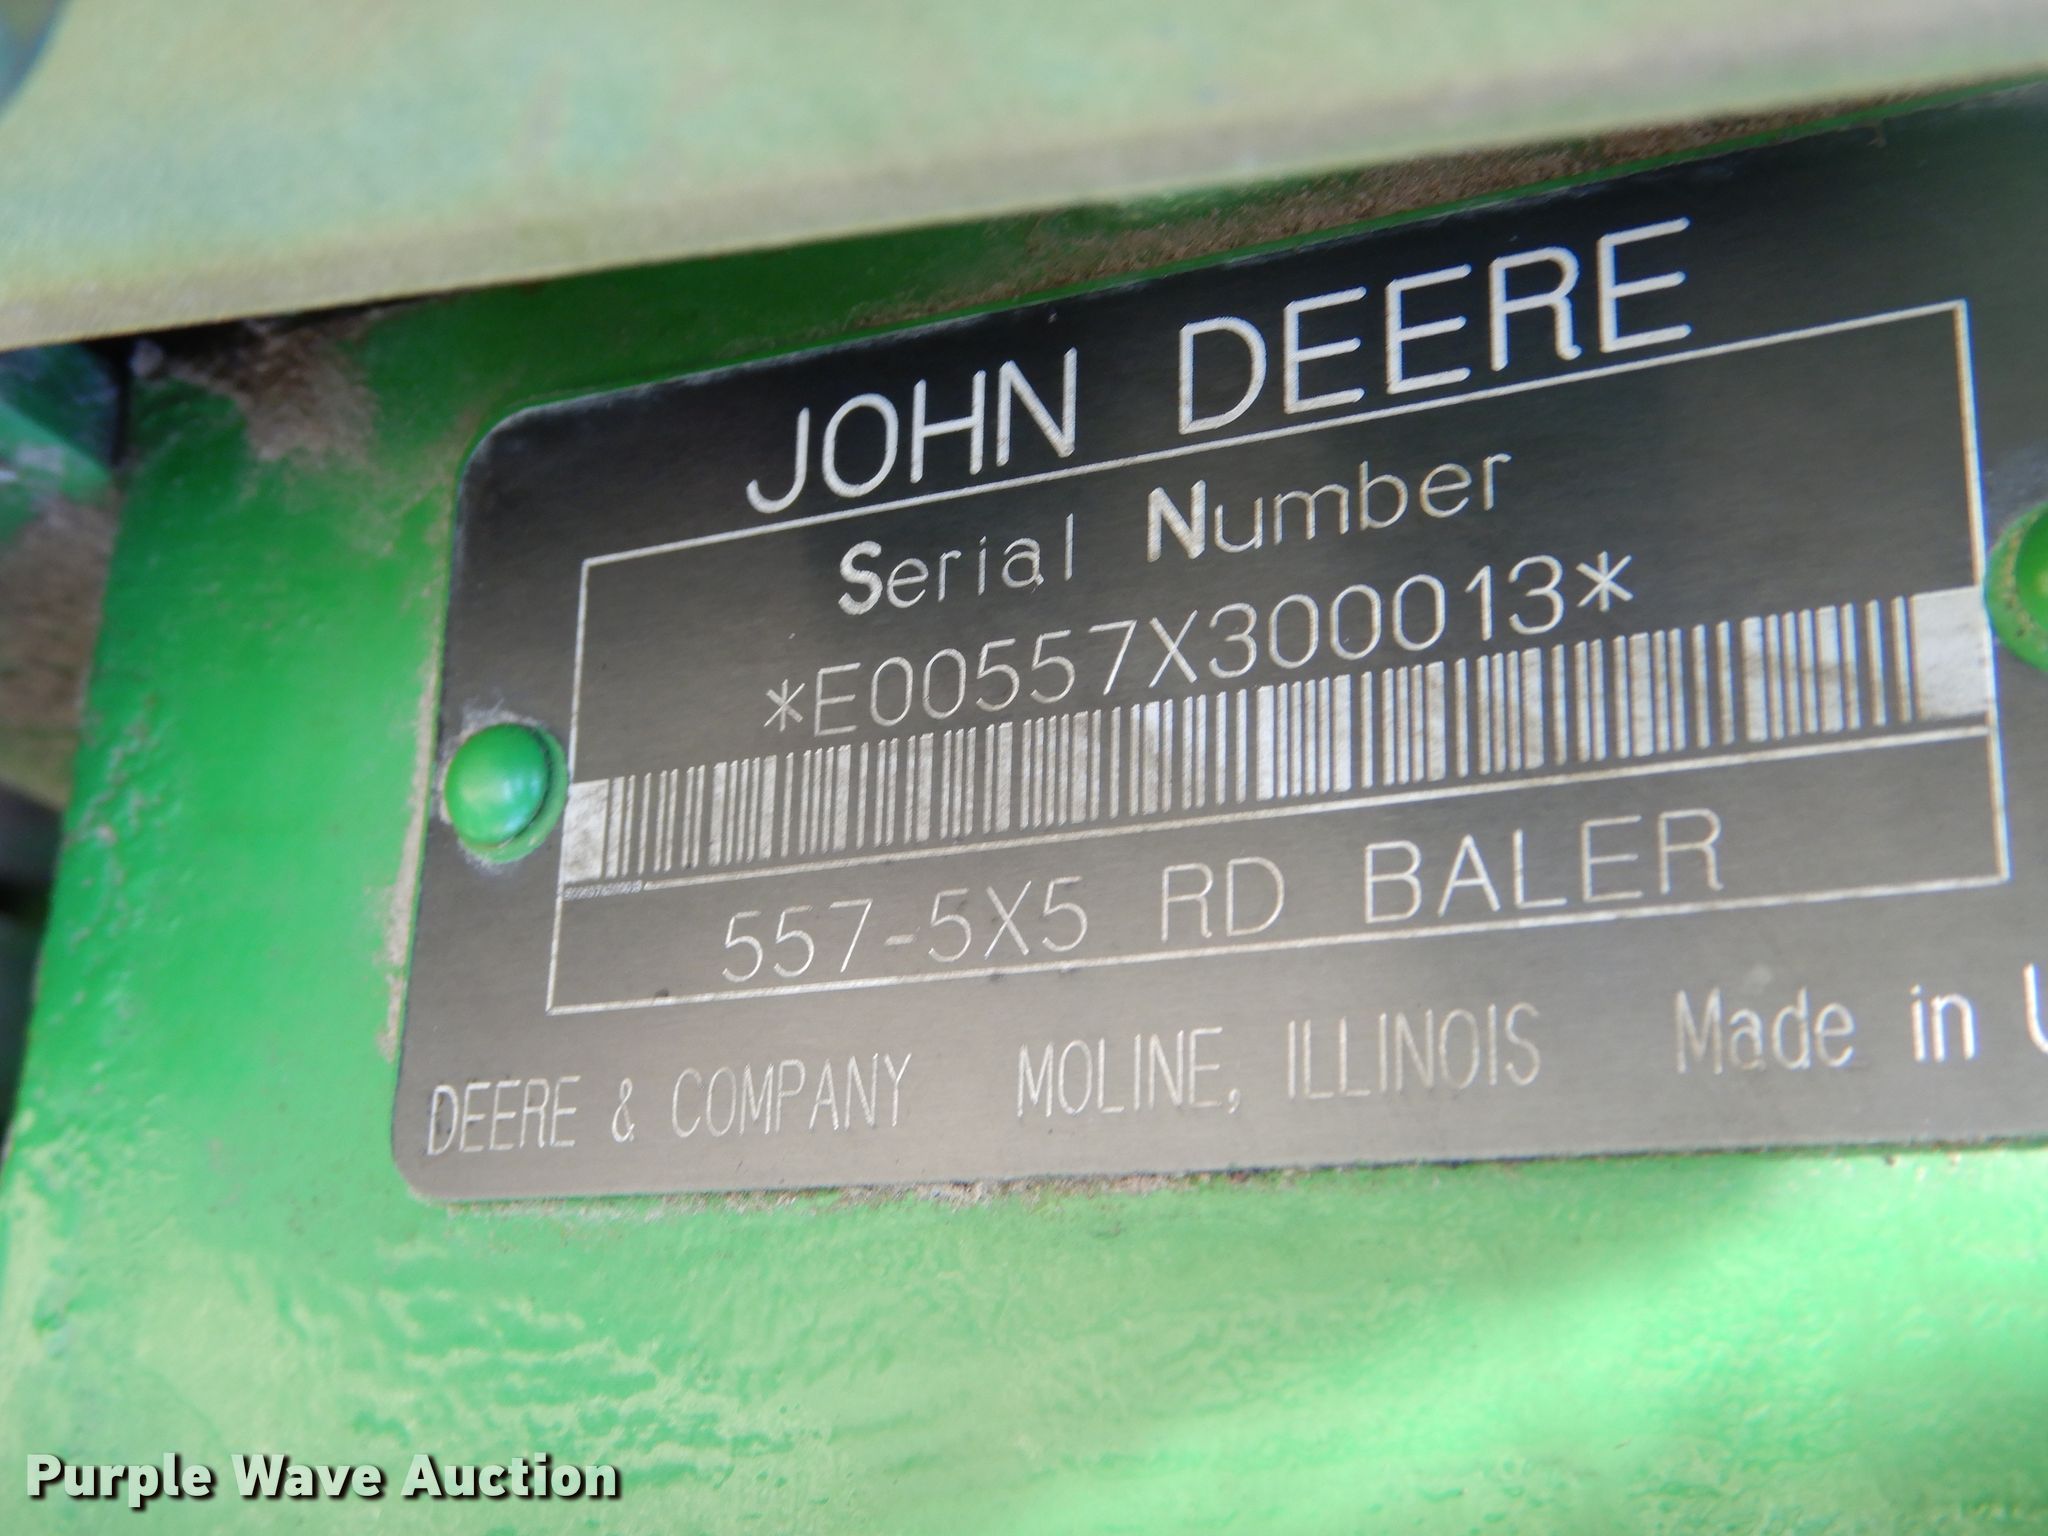 JOHN DEERE
Serial Number
*E00557X300013*
557-5X5 RD BALER
DEERE & COMPANY MOLINE, ILLINOIS Made in U
Purple Wave Auction